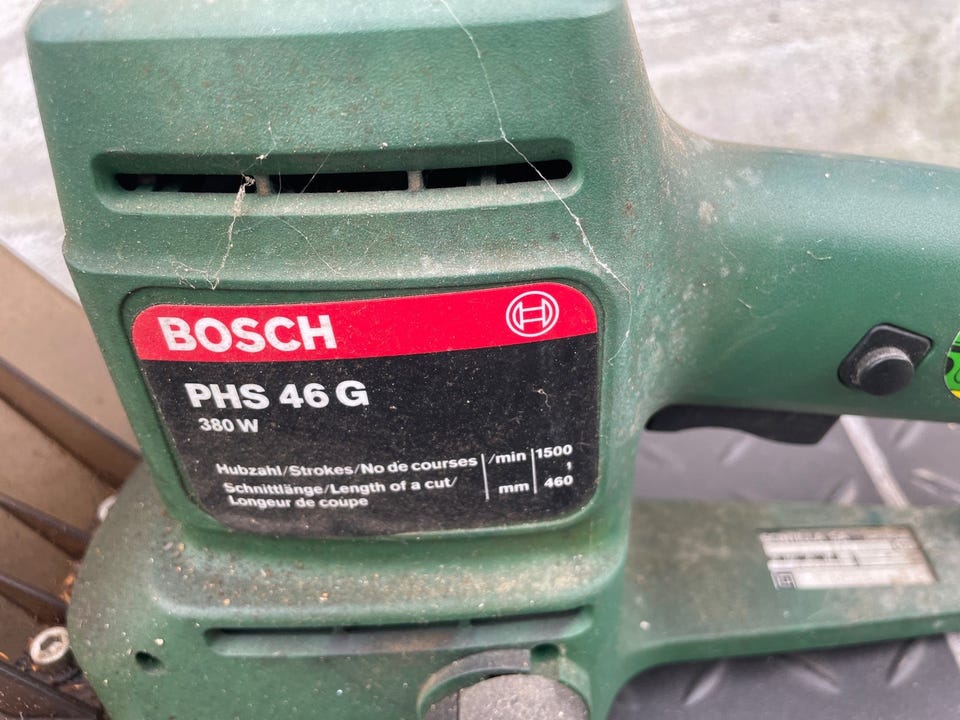 BOSCH
PHS 46 G
380 W
Hubzahl/Strokes/No de courses /min 1500
Schnittlänge/Length of a cut/ mm 460
Longeur de coupe